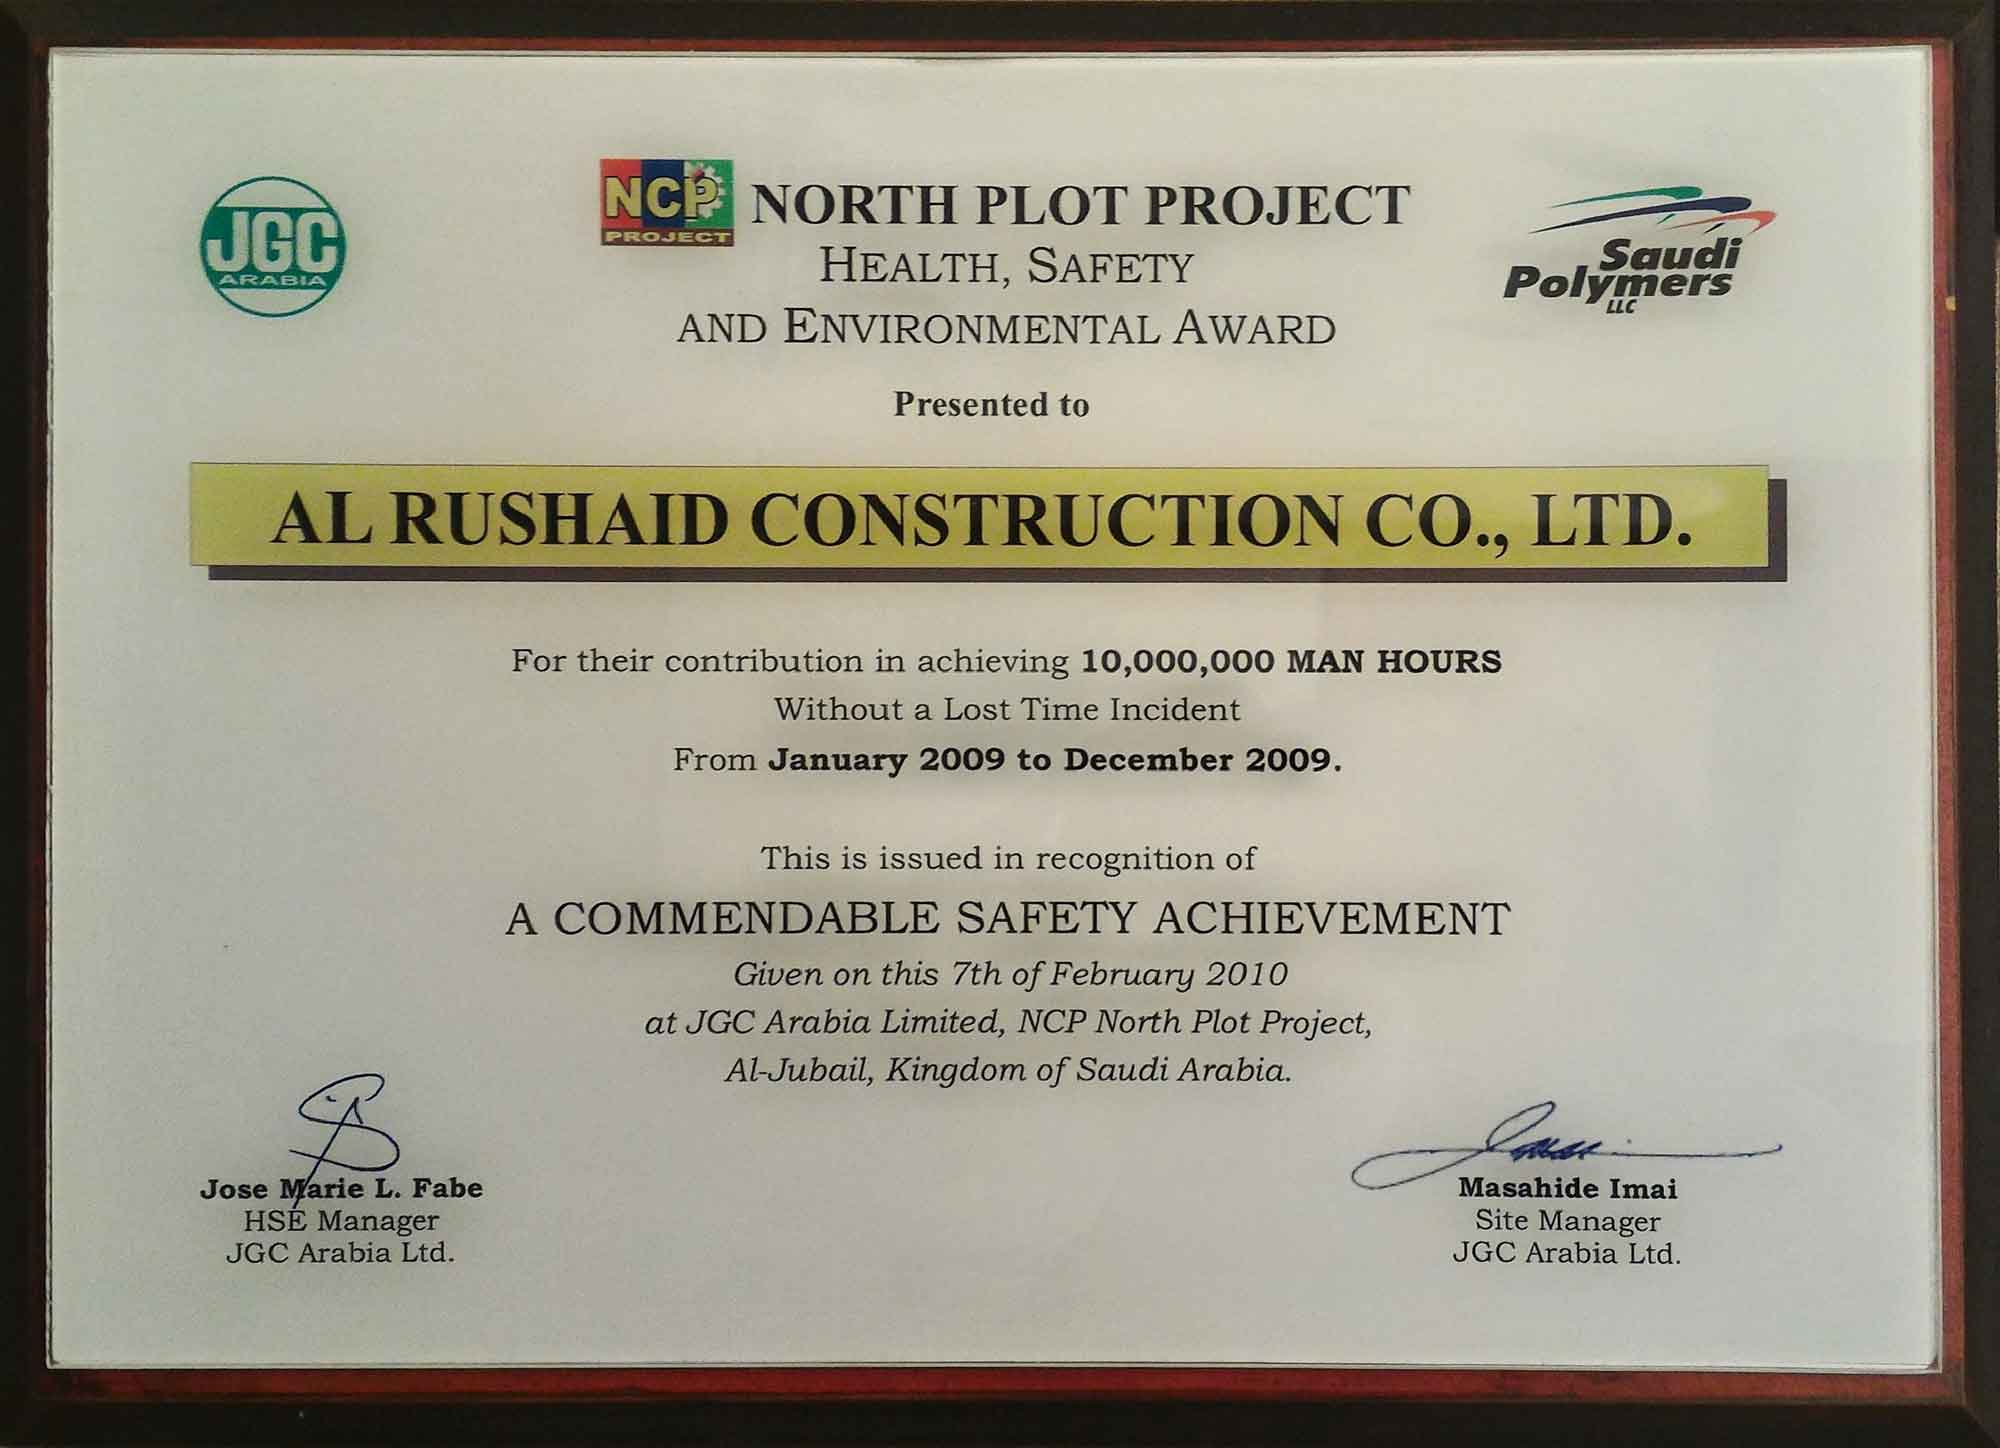 JGC
ARABIA
NCP
PROJECT
NORTH PLOT PROJECT
HEALTH, SAFETY
AND ENVIRONMENTAL AWARD
Saudi
Polymers
LLC
Presented to
AL RUSHAID CONSTRUCTION CO., LTD.
For their contribution in achieving 10,000,000 MAN HOURS
Without a Lost Time Incident
From January 2009 to December 2009.
This is issued in recognition of
A COMMENDABLE SAFETY ACHIEVEMENT
Given on this 7th of February 2010
at JGC Arabia Limited, NCP North Plot Project,
Al-Jubail, Kingdom of Saudi Arabia.
Jose Marie L. Fabe
HSE Manager
JGC Arabia Ltd.
Masahide Imai
Site Manager
JGC Arabia Ltd.